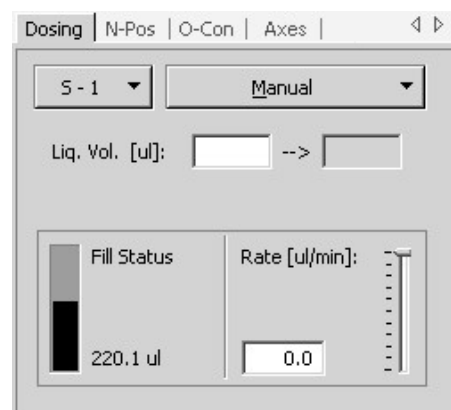 Dosing | N-Pos | O-Con | Axes |
S - 1 Manual
Liq. Vol. [ul]: -->
Fill Status Rate [ul/min]:
220.1 ul 0.0